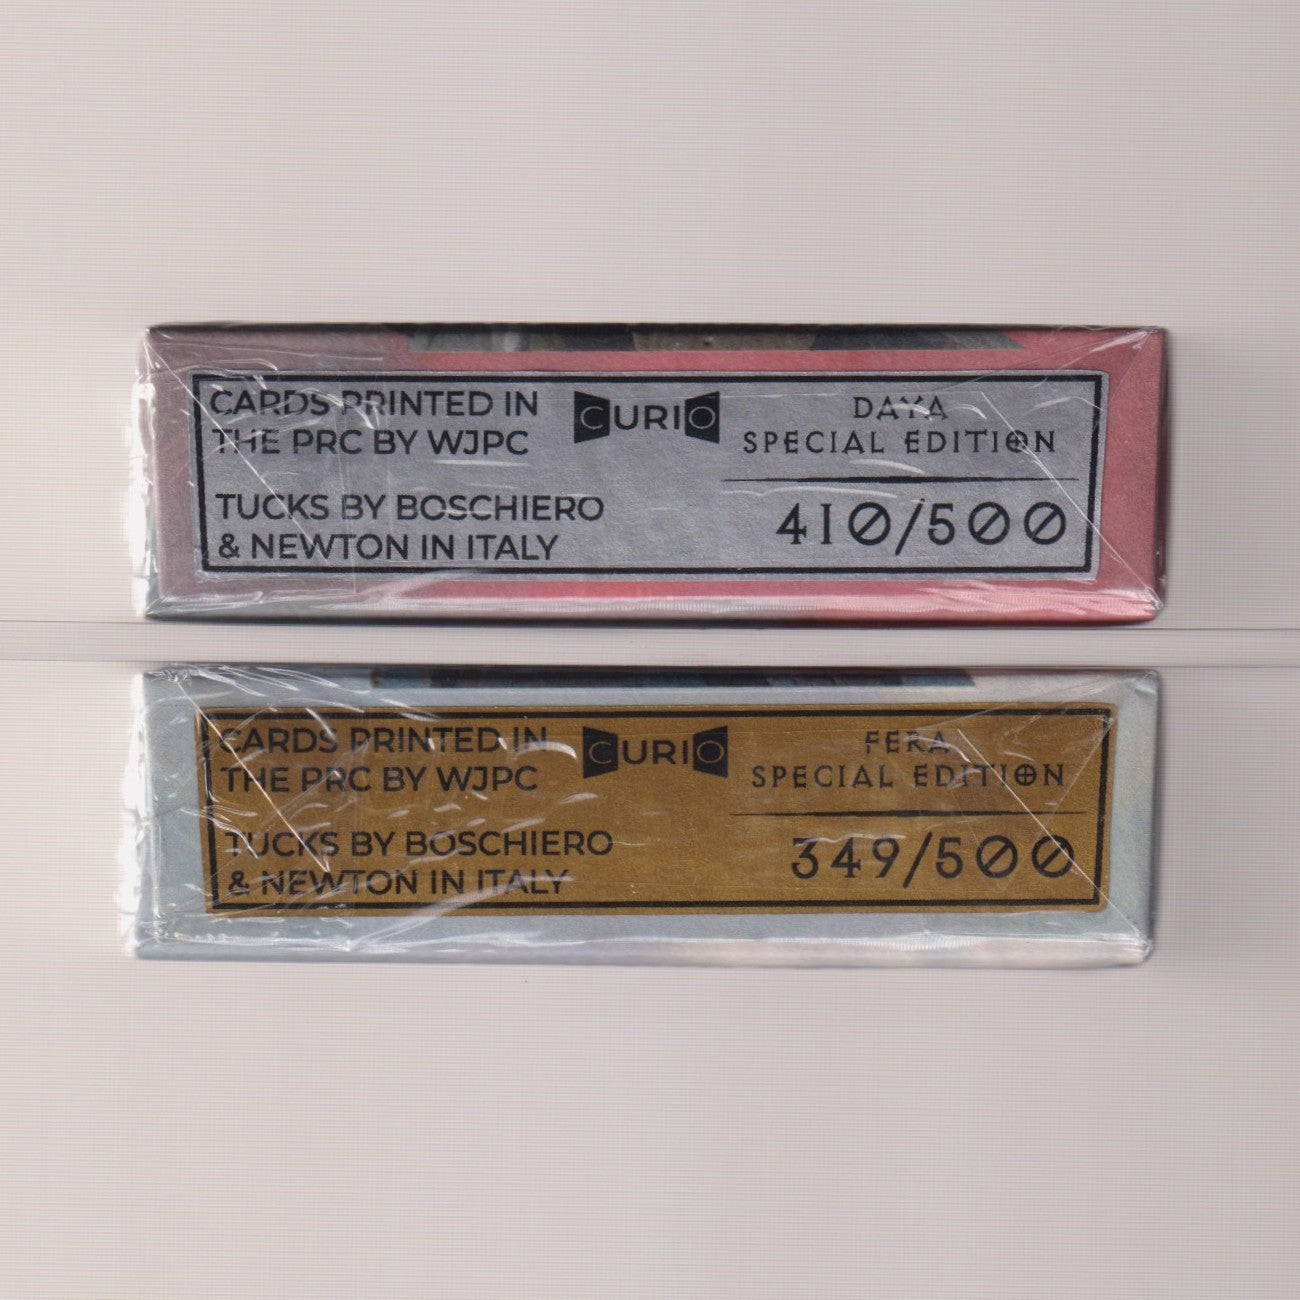 CARDS PRINTED IN
THE PRC BY WJPC
TUCKS BY BOSCHIERO
& NEWTON IN ITALY
CURIO
DAYA
SPECIAL EDITION
410/500
CARDS PRINTED IN
THE PRC BY WJPC
TUCKS BY BOSCHIERO
& NEWTON IN ITALY
CURIO
FERA
SPECIAL EDITION
349/500